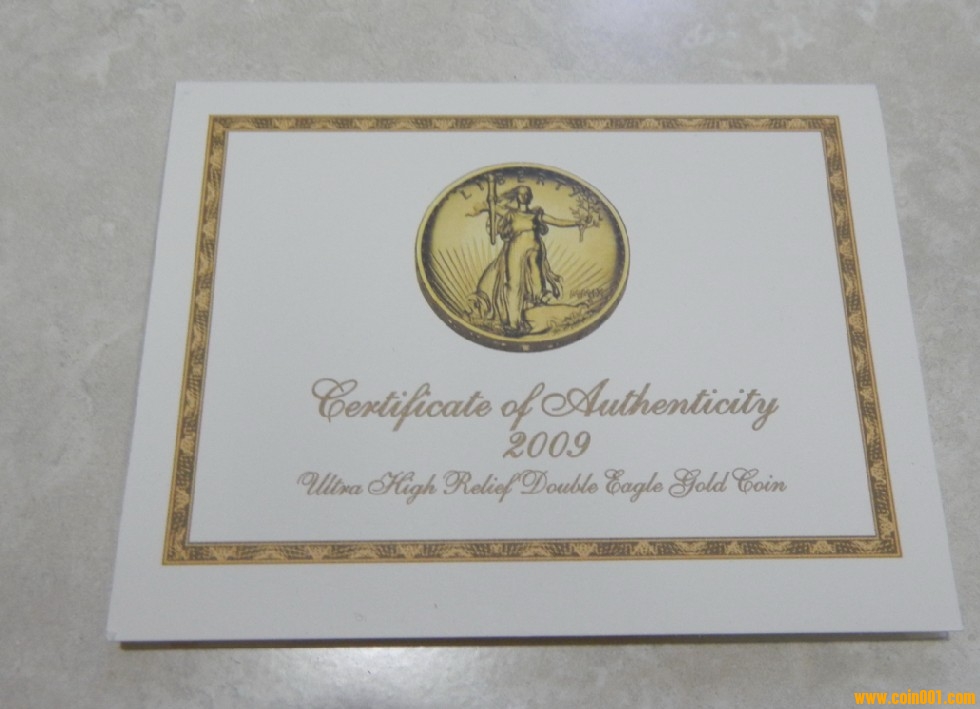 LIBERTY
Certificate of Authenticity
2009
Ultra High Relief Double Eagle Gold Coin
www.coin001.com